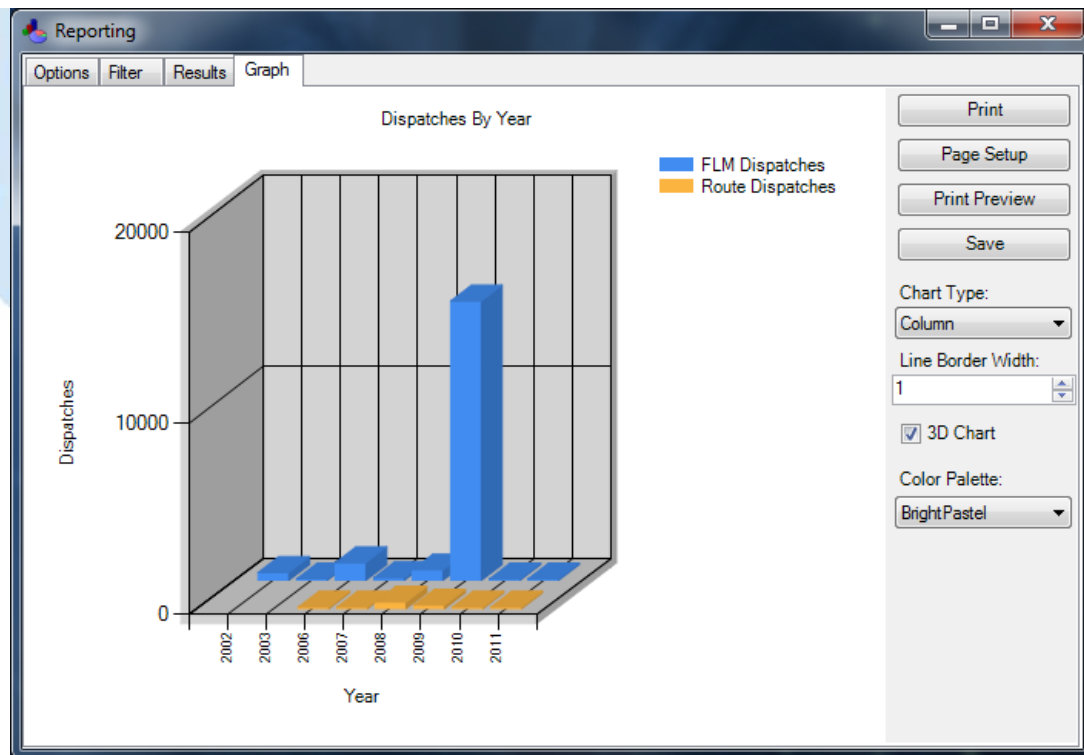 Reporting
Options
Filter
Results
Graph
Dispatches By Year
FLM Dispatches
Route Dispatches
20000
10000
0
Dispatches
2002
2003
2006
2007
2008
2009
2010
2011
Year
Print
Page Setup
Print Preview
Save
Chart Type:
Column
Line Border Width:
1
3D Chart
Color Palette:
BrightPastel